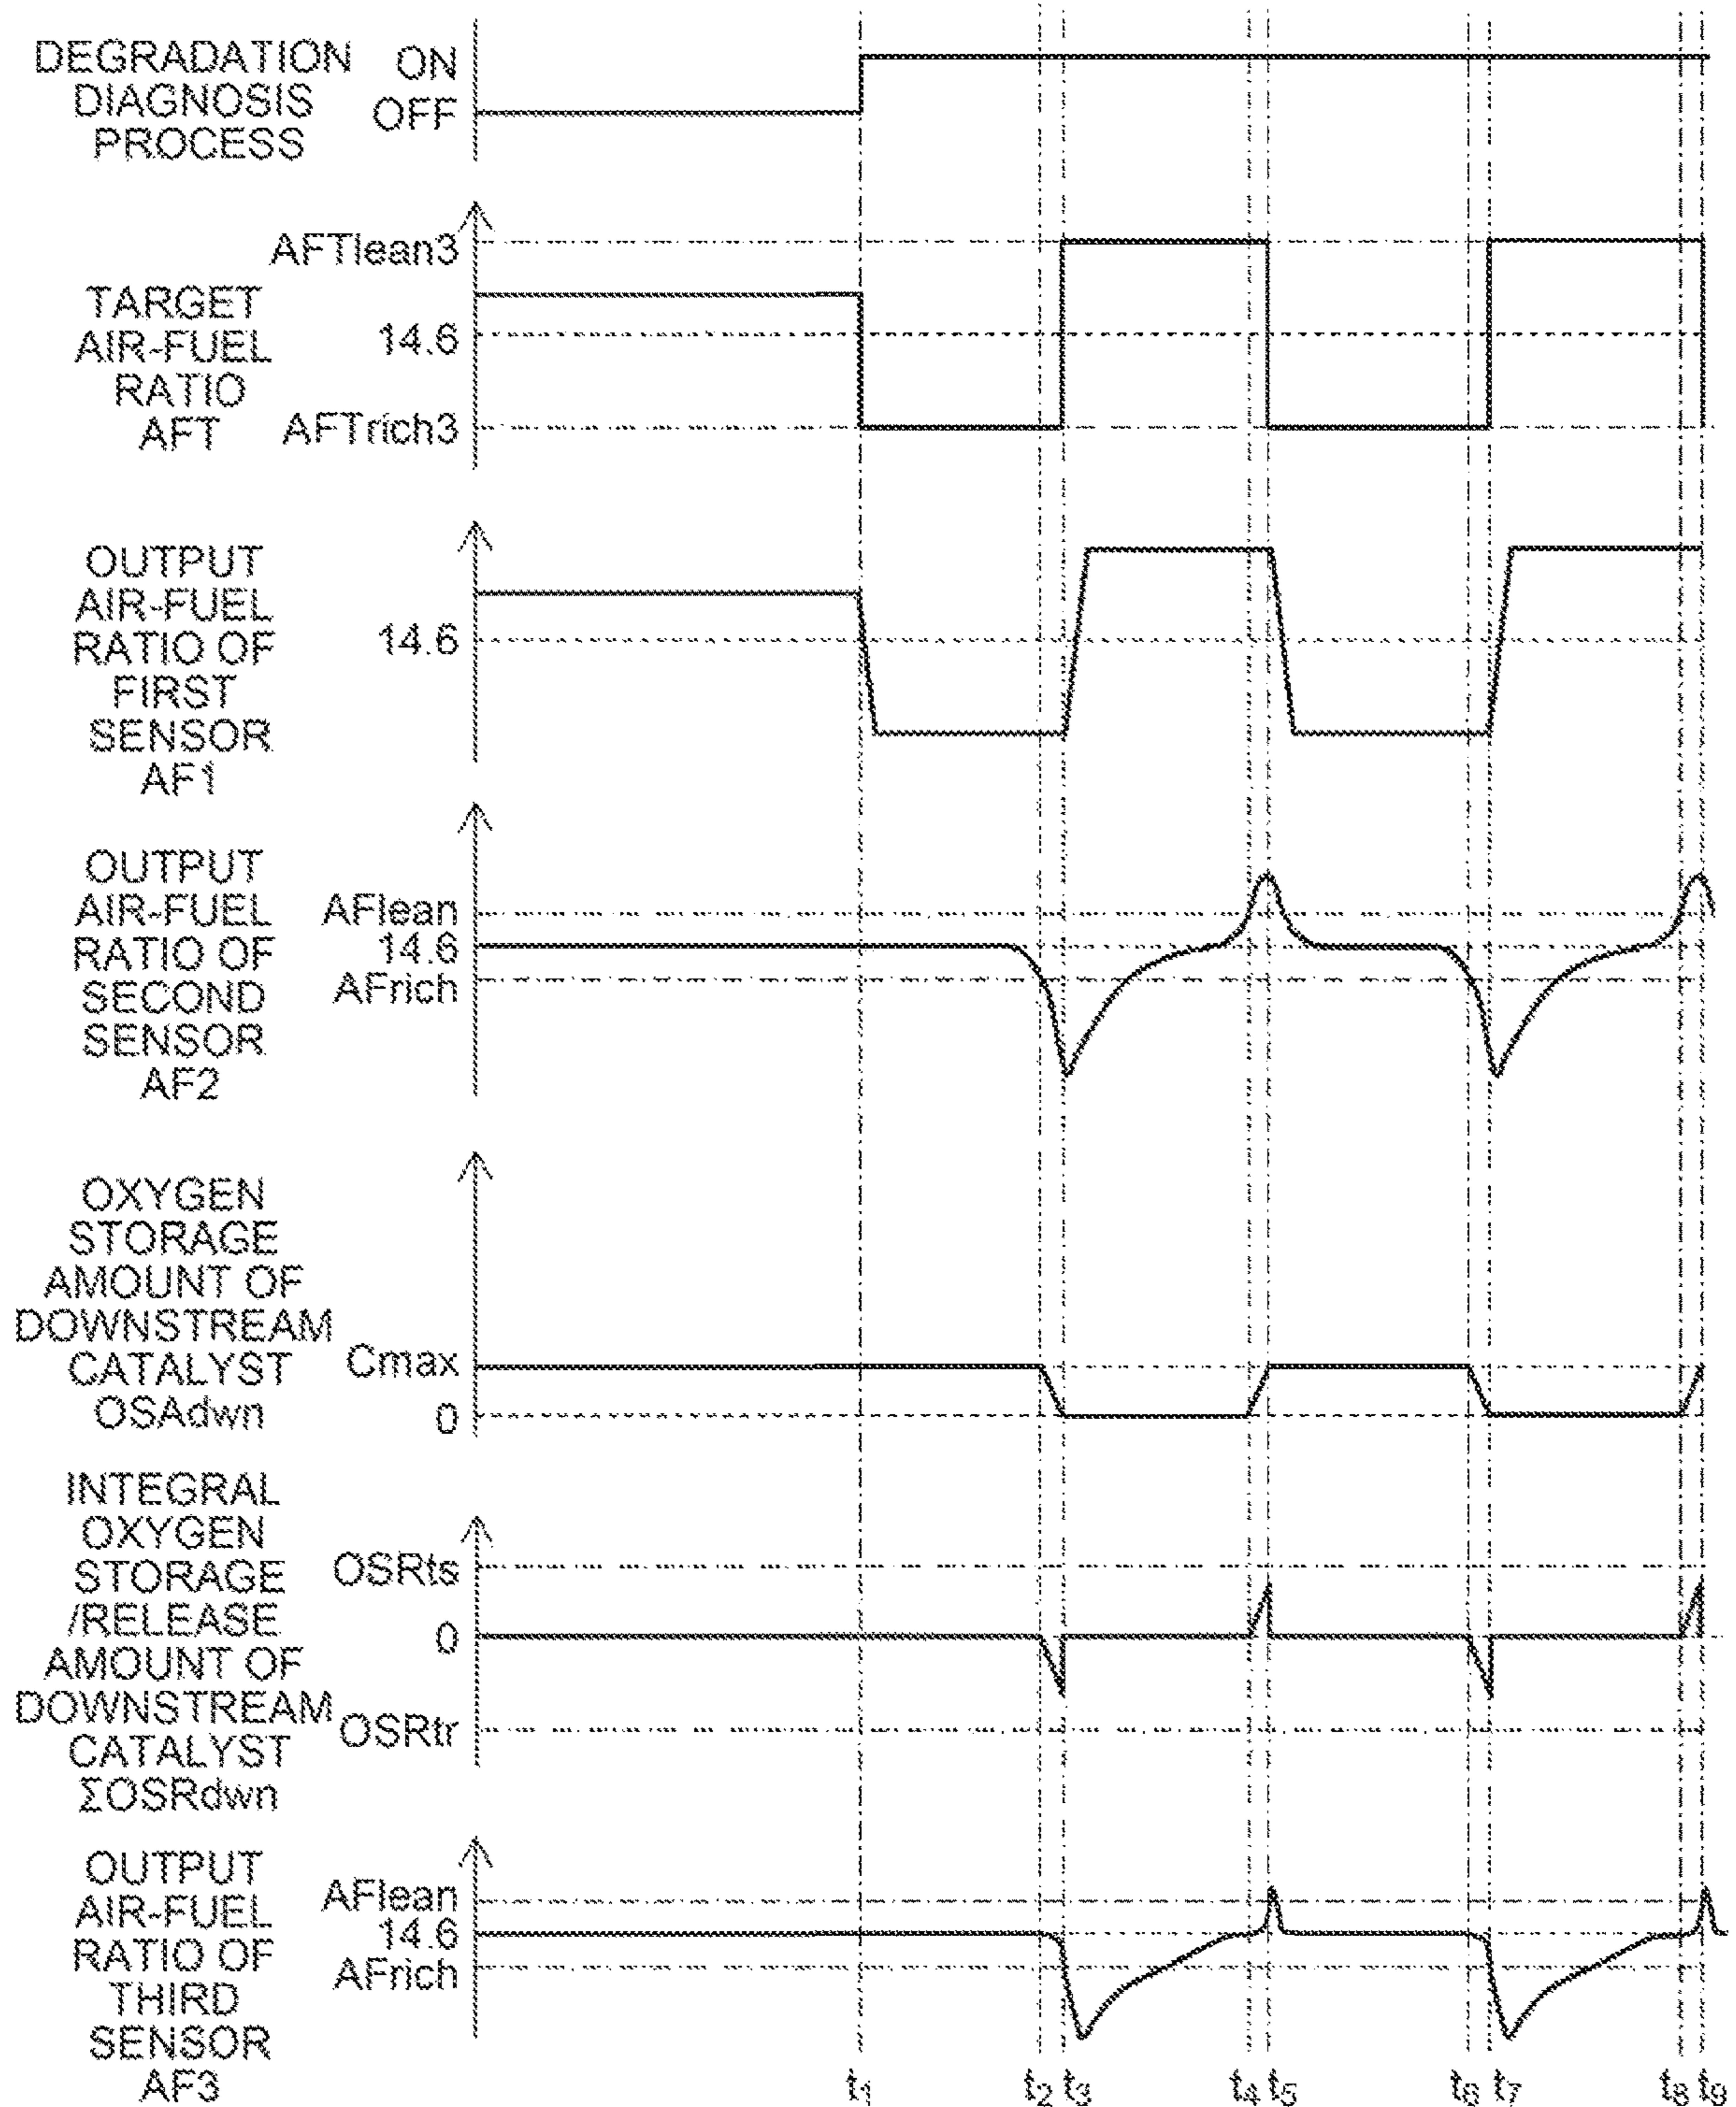 DEGRADATION
DIAGNOSIS
PROCESS
ON
OFF
TARGET
AIR-FUEL
RATIO
AFT
AFTlean3
14.6
AFTrich3
OUTPUT
AIR-FUEL
RATIO OF
FIRST
SENSOR
AF1
14.6
OUTPUT
AIR-FUEL
RATIO OF
SECOND
SENSOR
AF2
AFlean
14.6
AFrich
OXYGEN
STORAGE
AMOUNT OF
DOWNSTREAM
CATALYST
OSAdwn
Cmax
0
INTEGRAL
OXYGEN
STORAGE
/RELEASE
AMOUNT OF
DOWNSTREAM
CATALYST
ΣOSRdwn
OSRts
0
OSRtr
OUTPUT
AIR-FUEL
RATIO OF
THIRD
SENSOR
AF3
AFlean
14.6
AFrich
t1 t2 t3 t4 t5 t6 t7 t8 t9